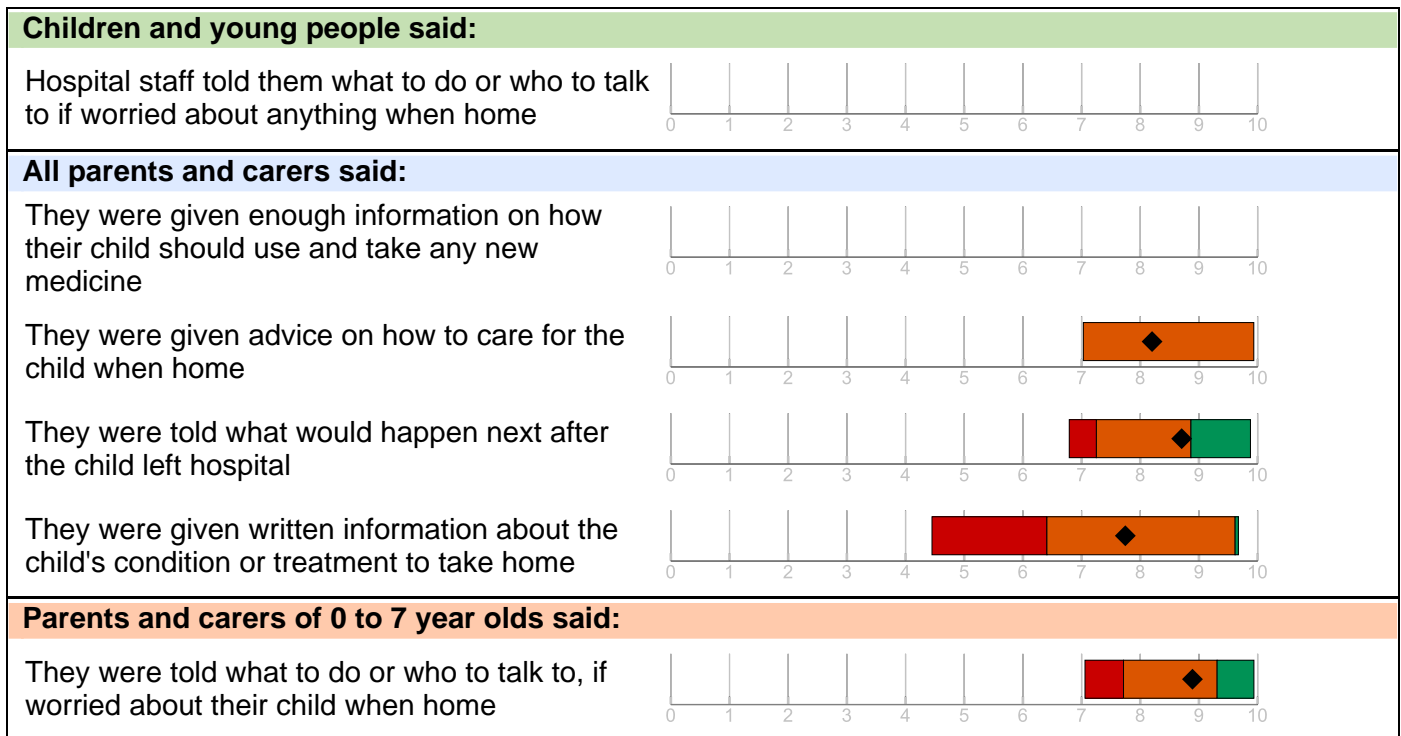 Children and young people said:
Hospital staff told them what to do or who to talk
to if worried about anything when home
0 1 2 3 4 5 6 7 8 9 10
All parents and carers said:
They were given enough information on how
their child should use and take any new
medicine
0 1 2 3 4 5 6 7 8 9 10
They were given advice on how to care for the
child when home
0 1 2 3 4 5 6 7 8 9 10
They were told what would happen next after
the child left hospital
0 1 2 3 4 5 6 7 8 9 10
They were given written information about the
child's condition or treatment to take home
0 1 2 3 4 5 6 7 8 9 10
Parents and carers of 0 to 7 year olds said:
They were told what to do or who to talk to, if
worried about their child when home
0 1 2 3 4 5 6 7 8 9 10